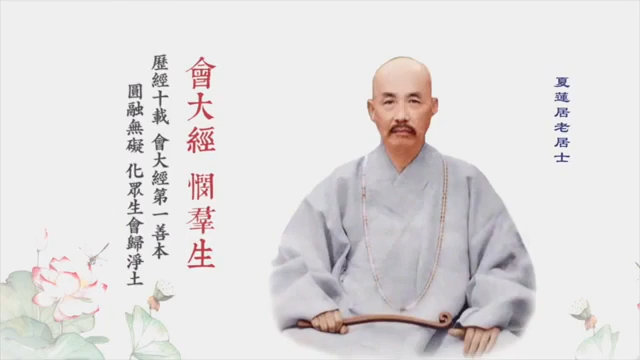 夏蓮居老居士
會大經 憫羣生
歷經十載 會大經第一善本
圓融無礙 化眾生會歸淨土